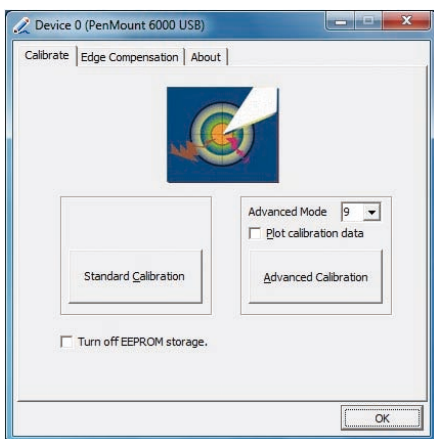 Device 0 (PenMount 6000 USB)
Calibrate Edge Compensation About
Advanced Mode 9
Plot calibration data
Standard Calibration Advanced Calibration
Turn off EEPROM storage.
OK